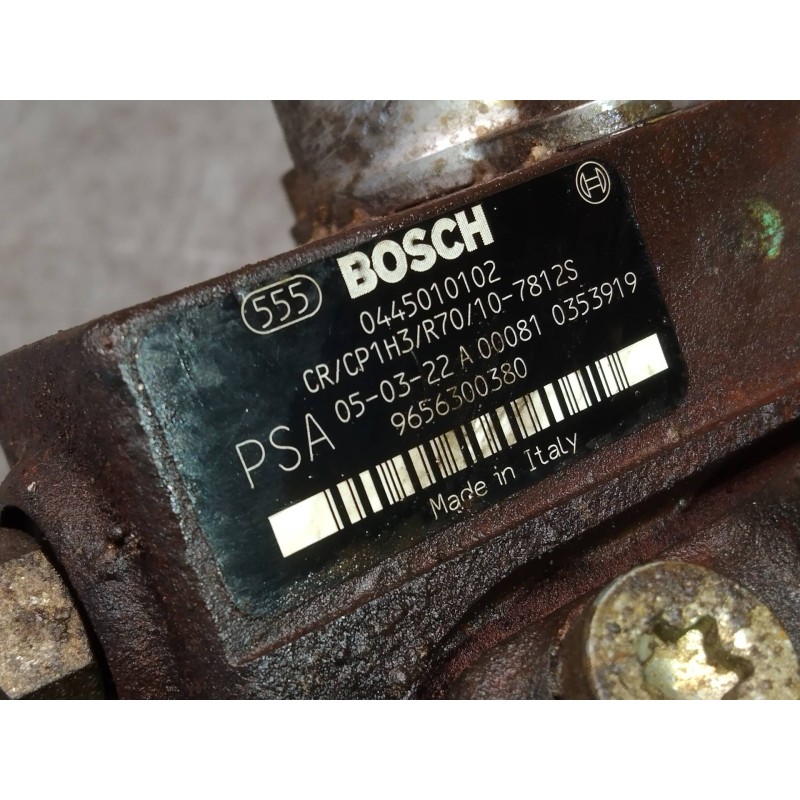 555 BOSCH
0445010102
CR/CP1H3/R70/10-7812S
PSA 05-03-22 A 00081 0353919
9656300380
Made in Italy